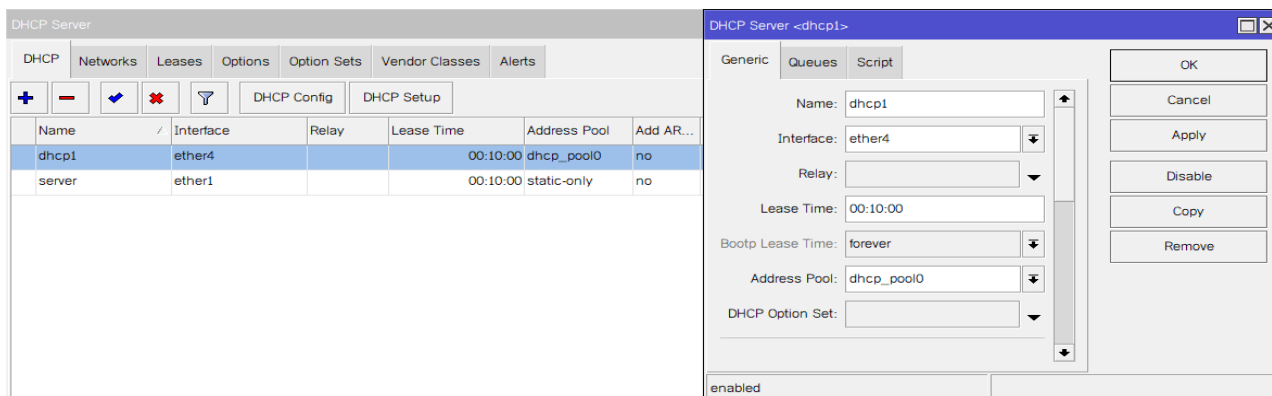 DHCP Server
DHCP Networks Leases Options Option Sets Vendor Classes Alerts
DHCP Config DHCP Setup
Name Interface Relay Lease Time Address Pool Add AR...
dhcp1 ether4 00:10:00 dhcp_pool0 no
server ether1 00:10:00 static-only no
DHCP Server <dhcp1>
Generic Queues Script
Name: dhcp1
Interface: ether4
Relay:
Lease Time: 00:10:00
Bootp Lease Time: forever
Address Pool: dhcp_pool0
DHCP Option Set:
OK
Cancel
Apply
Disable
Copy
Remove
enabled